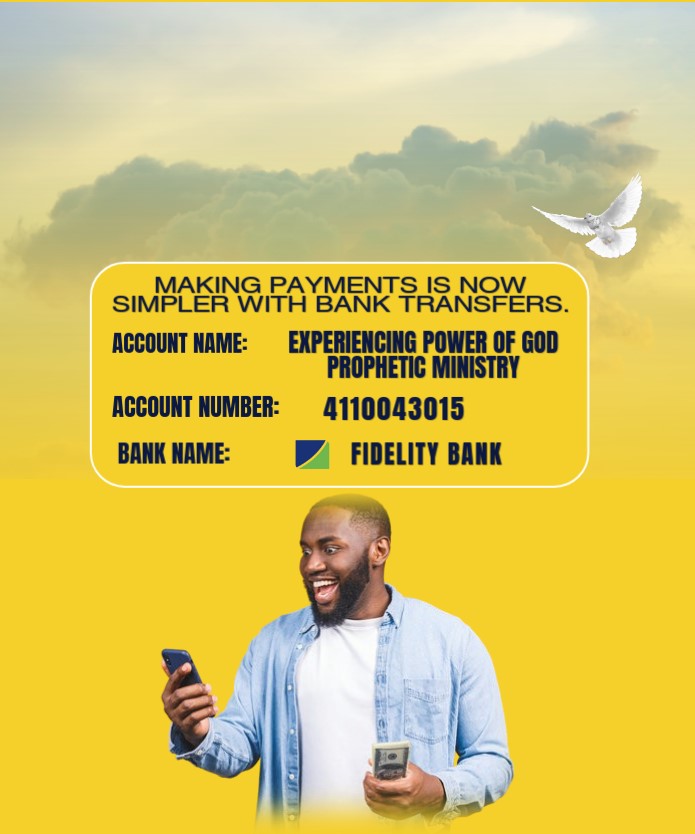 MAKING PAYMENTS IS NOW
SIMPLER WITH BANK TRANSFERS.
ACCOUNT NAME: EXPERIENCING POWER OF GOD
PROPHETIC MINISTRY
ACCOUNT NUMBER: 4110043015
BANK NAME: FIDELITY BANK